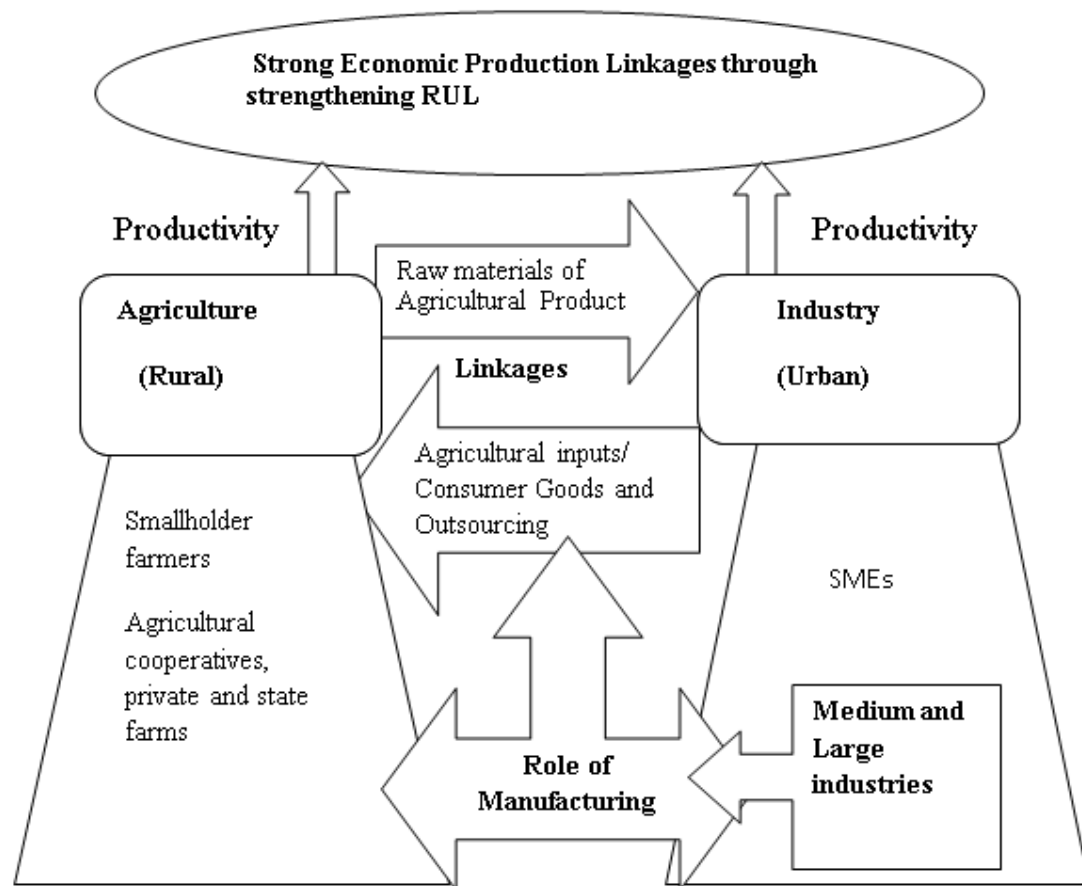 Strong Economic Production Linkages through
strengthening RUL
Productivity
Productivity
Raw materials of
Agricultural Product
Agriculture
(Rural)
Industry
(Urban)
Linkages
Agricultural inputs/
Consumer Goods and
Outsourcing
Smallholder
farmers
Agricultural
cooperatives,
private and state
farms
SMEs
Medium and
Large
industries
Role of
Manufacturing